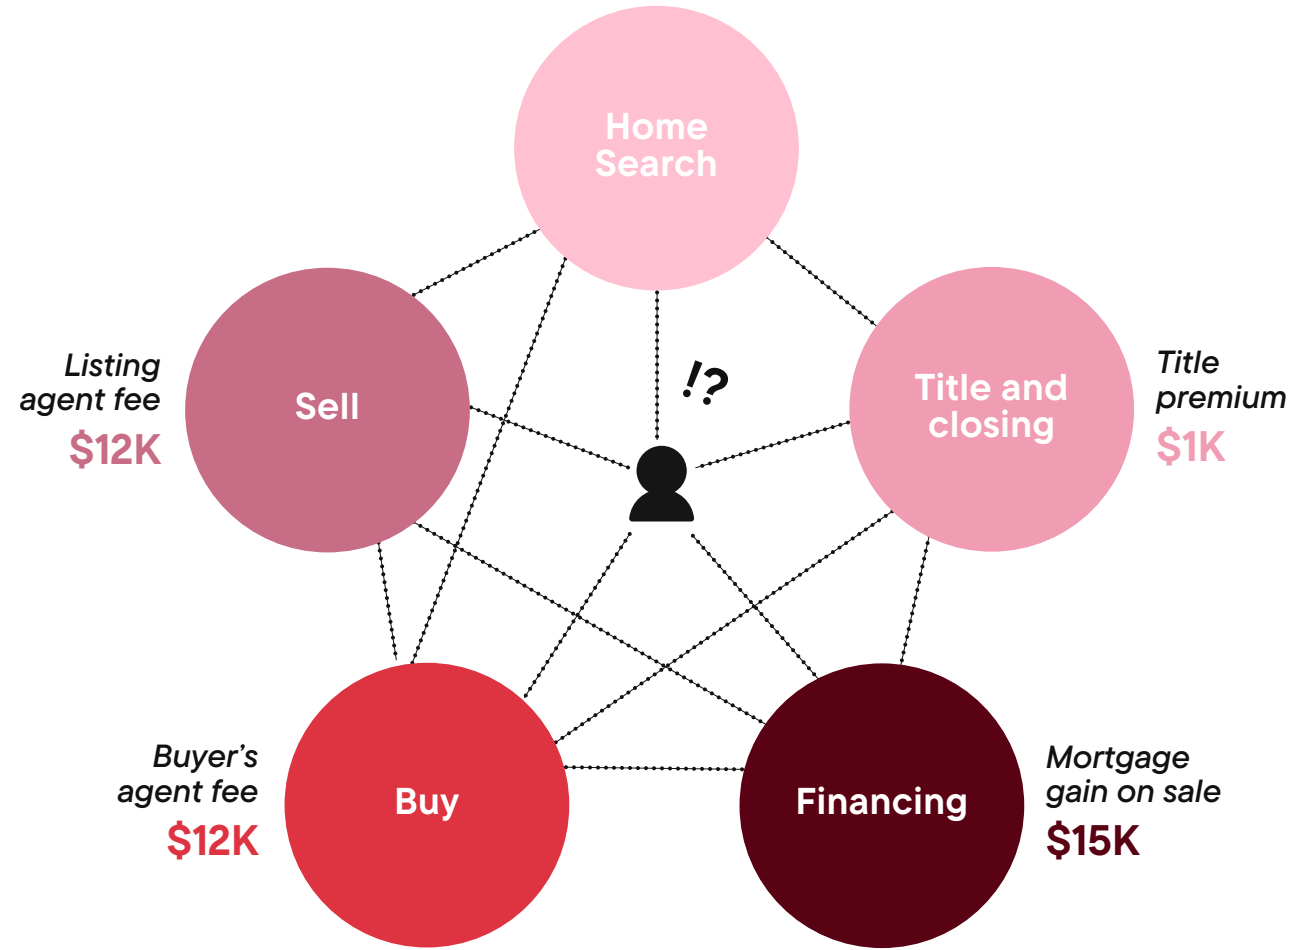 Home
Search
!?
Listing
agent fee
$12K
Sell
Title and
closing
Title
premium
$1K
Buyer’s
agent fee
$12K
Buy
Financing
Mortgage
gain on sale
$15K